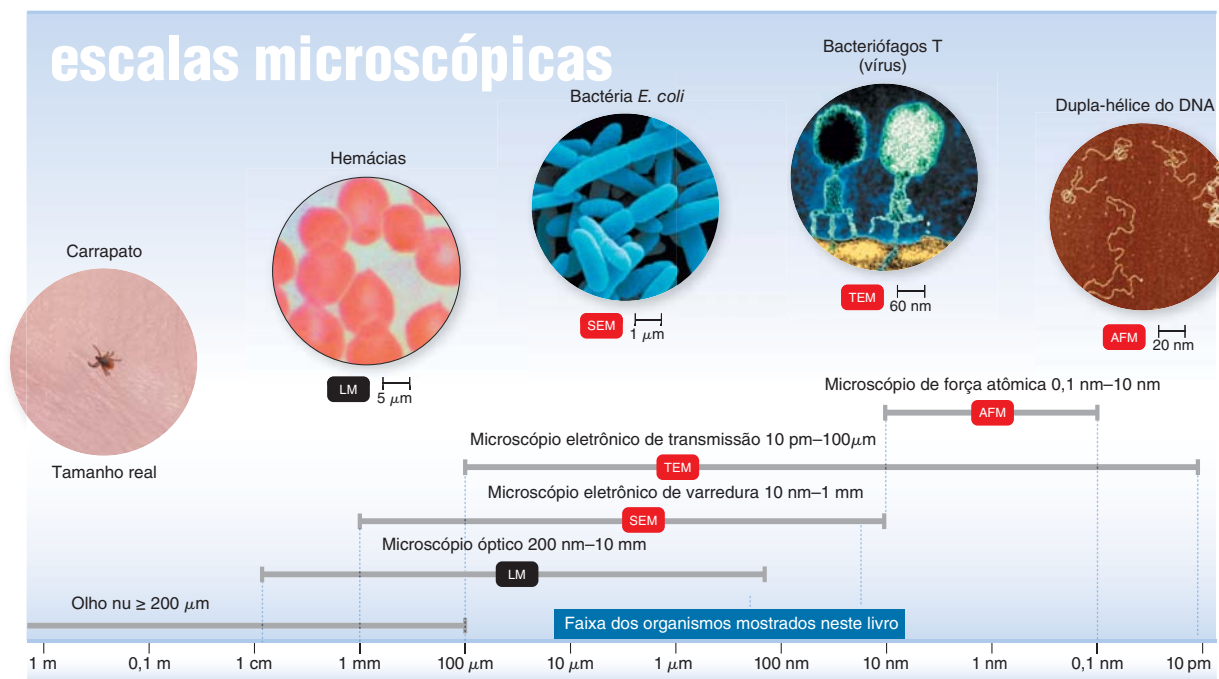 escalas microscópicas
Carrapato
Tamanho real
Hemácias
LM
5 μm
Bactéria E. coli
SEM
1 μm
Bacteriófagos T
(vírus)
TEM
60 nm
Dupla-hélice do DNA
AFM
20 nm
Microscópio de força atômica 0,1 nm–10 nm
AFM
Microscópio eletrônico de transmissão 10 pm–100μm
TEM
Microscópio eletrônico de varredura 10 nm–1 mm
SEM
Microscópio óptico 200 nm–10 mm
LM
Olho nu ≥ 200 μm
Faixa dos organismos mostrados neste livro
1 m 0,1 m 1 cm 1 mm 100 μm 10 μm 1 μm 100 nm 10 nm 1 nm 0,1 nm 10 pm